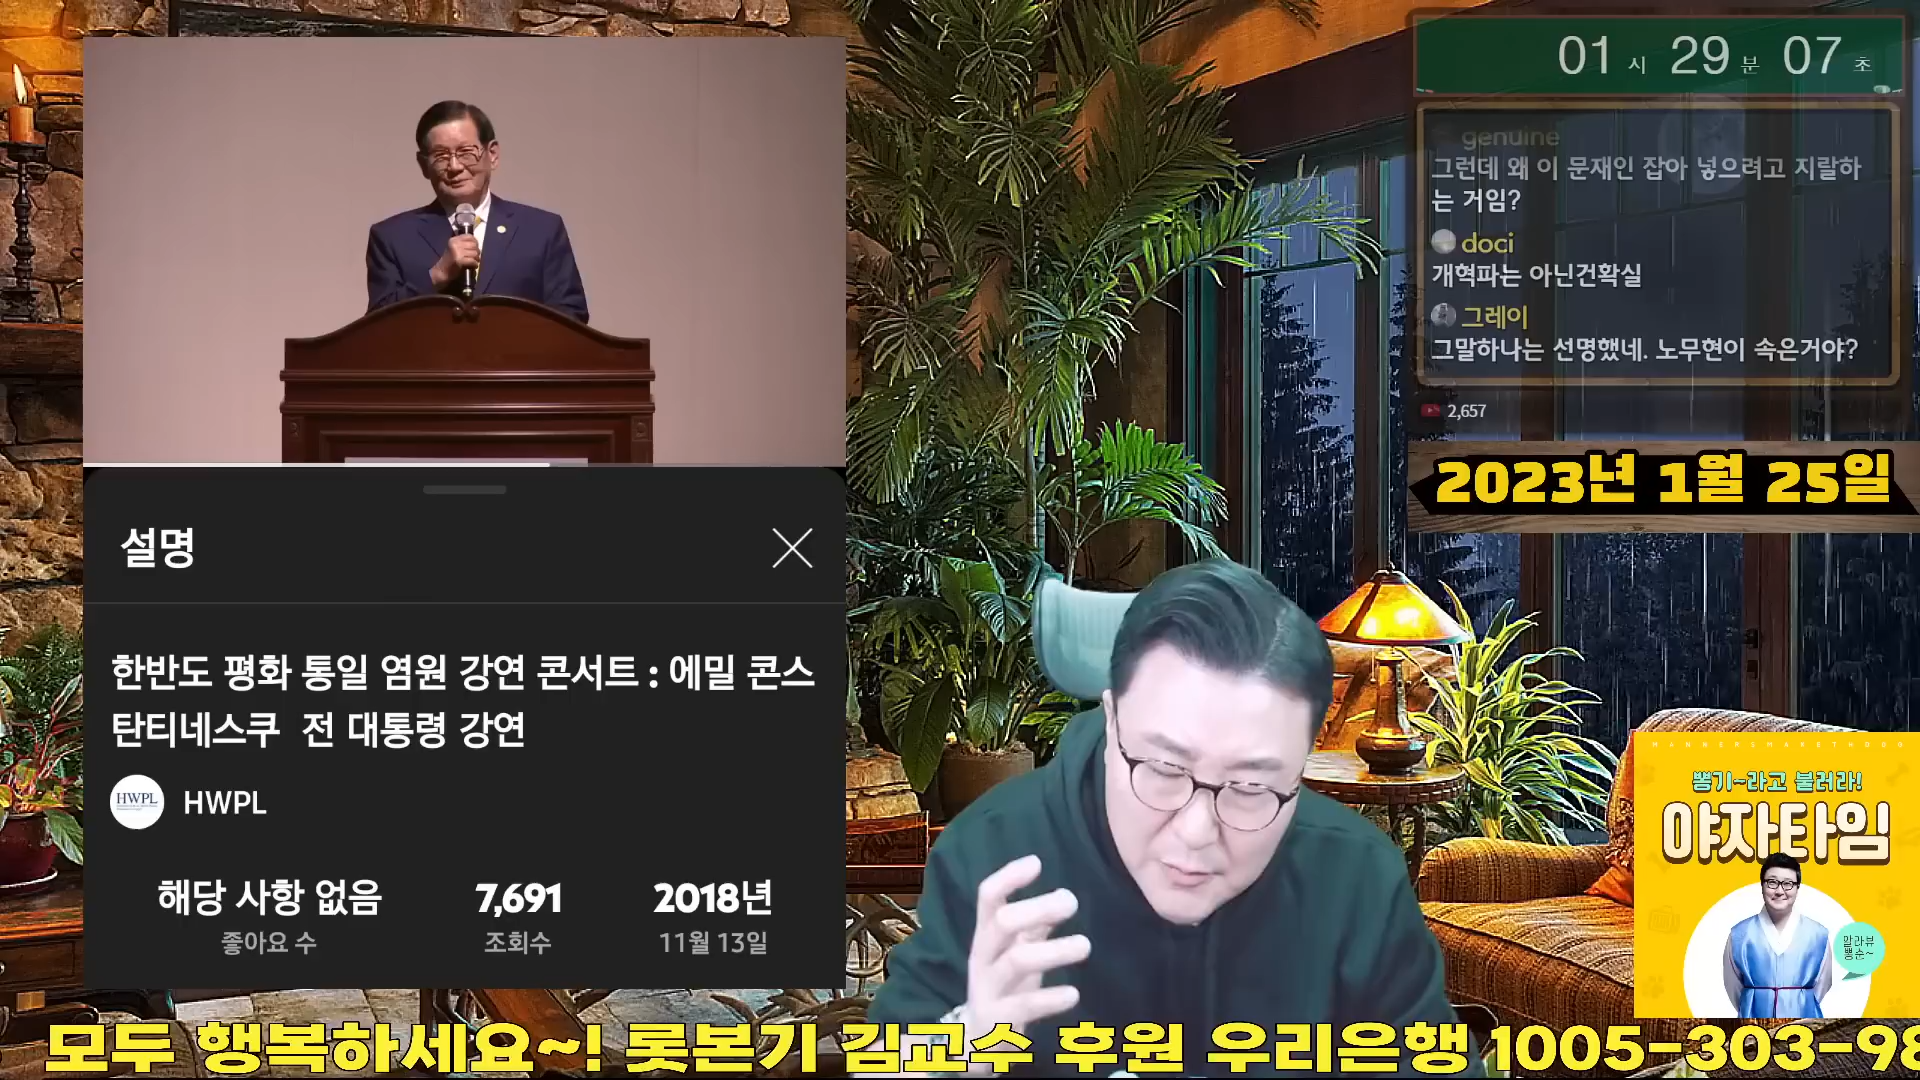 설명
한반도 평화 통일 염원 강연 콘서트 : 에밀 콘스
탄티네스쿠 전 대통령 강연
HWPL
HWPL
해당 사항 없음
좋아요 수
7,691
조회수
2018년
11월 13일
01 시 29 분 07 초
genuine
그런데 왜 이 문재인 잡아 넣으려고 지랄하
는 거임?
doci
개혁파는 아닌건확실
그레이
그말하나는 선명했네. 노무현이 속은거야?
2,657
2023년 1월 25일
MANNERSMAKETHDOG
뽐기~라고 불러라!
야자타임
알라뷰
뽕순~
모두 행복하세요~! 롯본기 김교수 후원 우리은행 1005-303-98